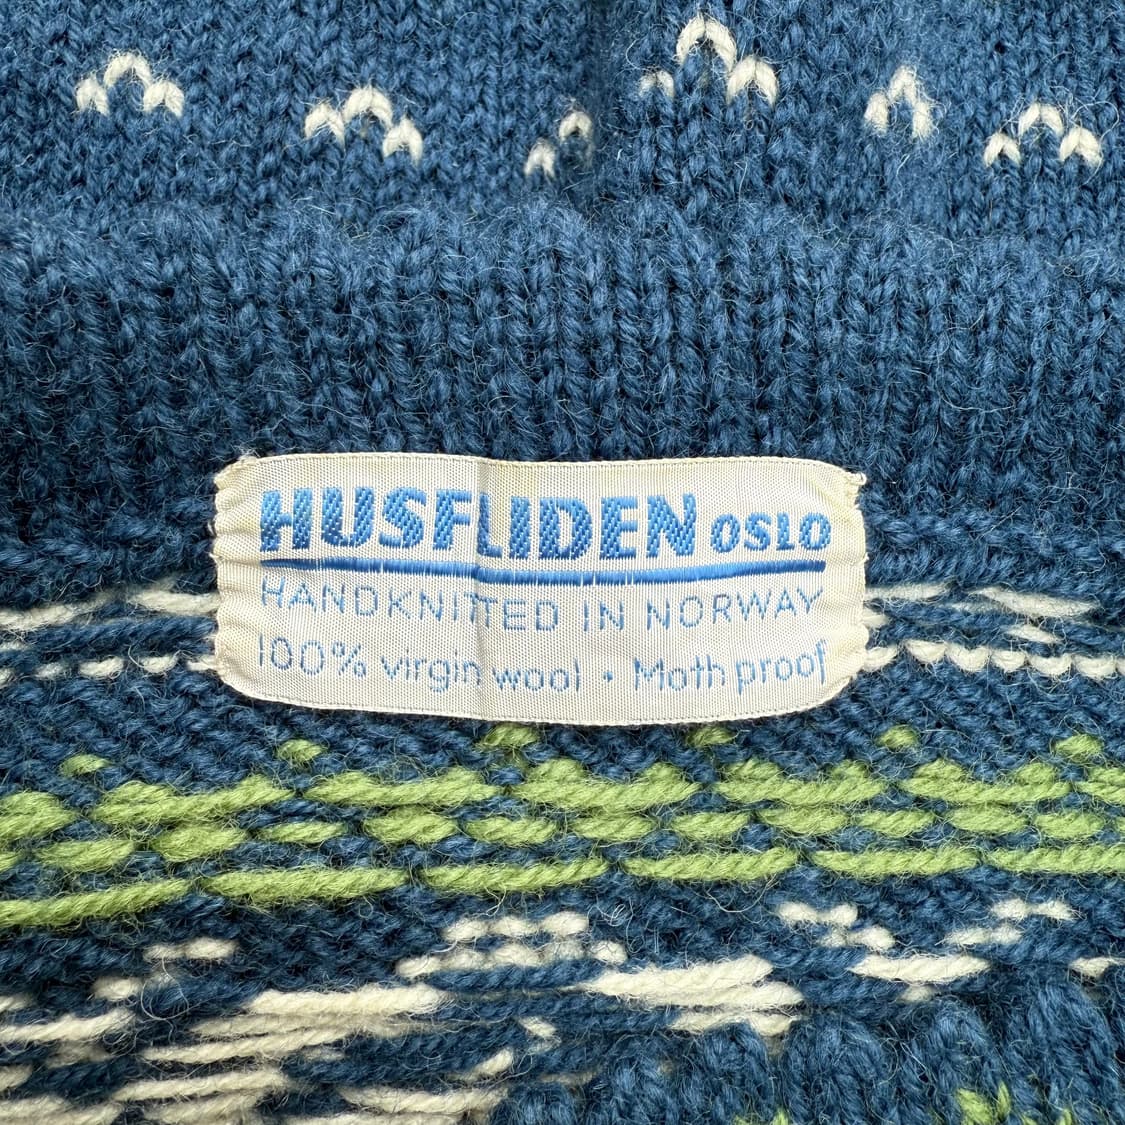 HUSFLIDEN OSLO
HANDKNITTED IN NORWAY
100% virgin wool • Moth proof